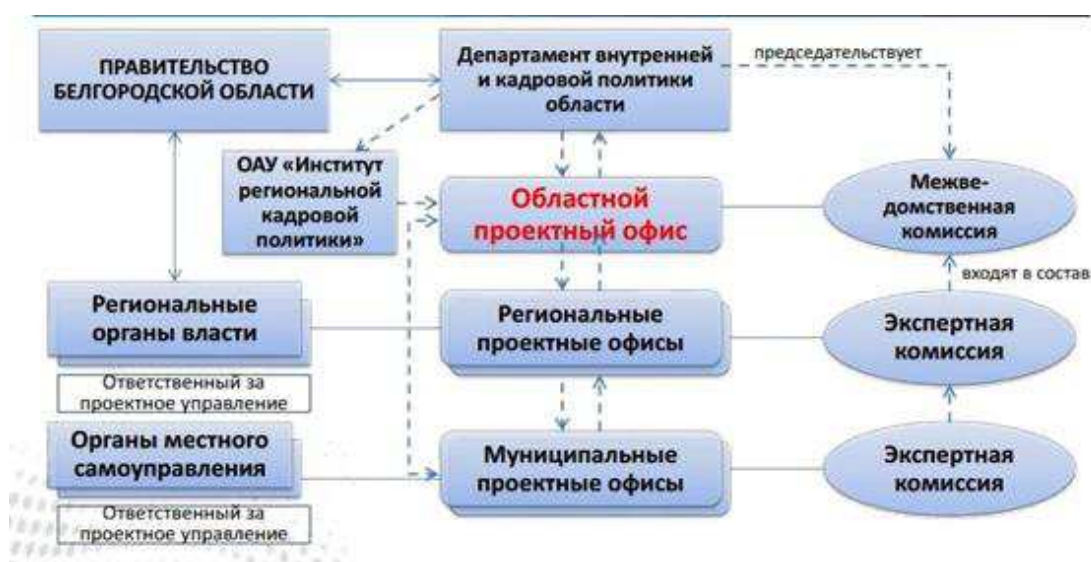 ПРАВИТЕЛЬСТВО
БЕЛГОРОДСКОЙ ОБЛАСТИ
Департамент внутренней
и кадровой политики
области
председательствует
ОАУ «Институт
региональной
кадровой
политики»
Областной
проектный офис
Межве-
домственная
комиссия
входят в состав
Региональные
органы власти
Региональные
проектные офисы
Экспертная
комиссия
Ответственный за
проектное управление
Органы местного
самоуправления
Муниципальные
проектные офисы
Экспертная
комиссия
Ответственный за
проектное управление